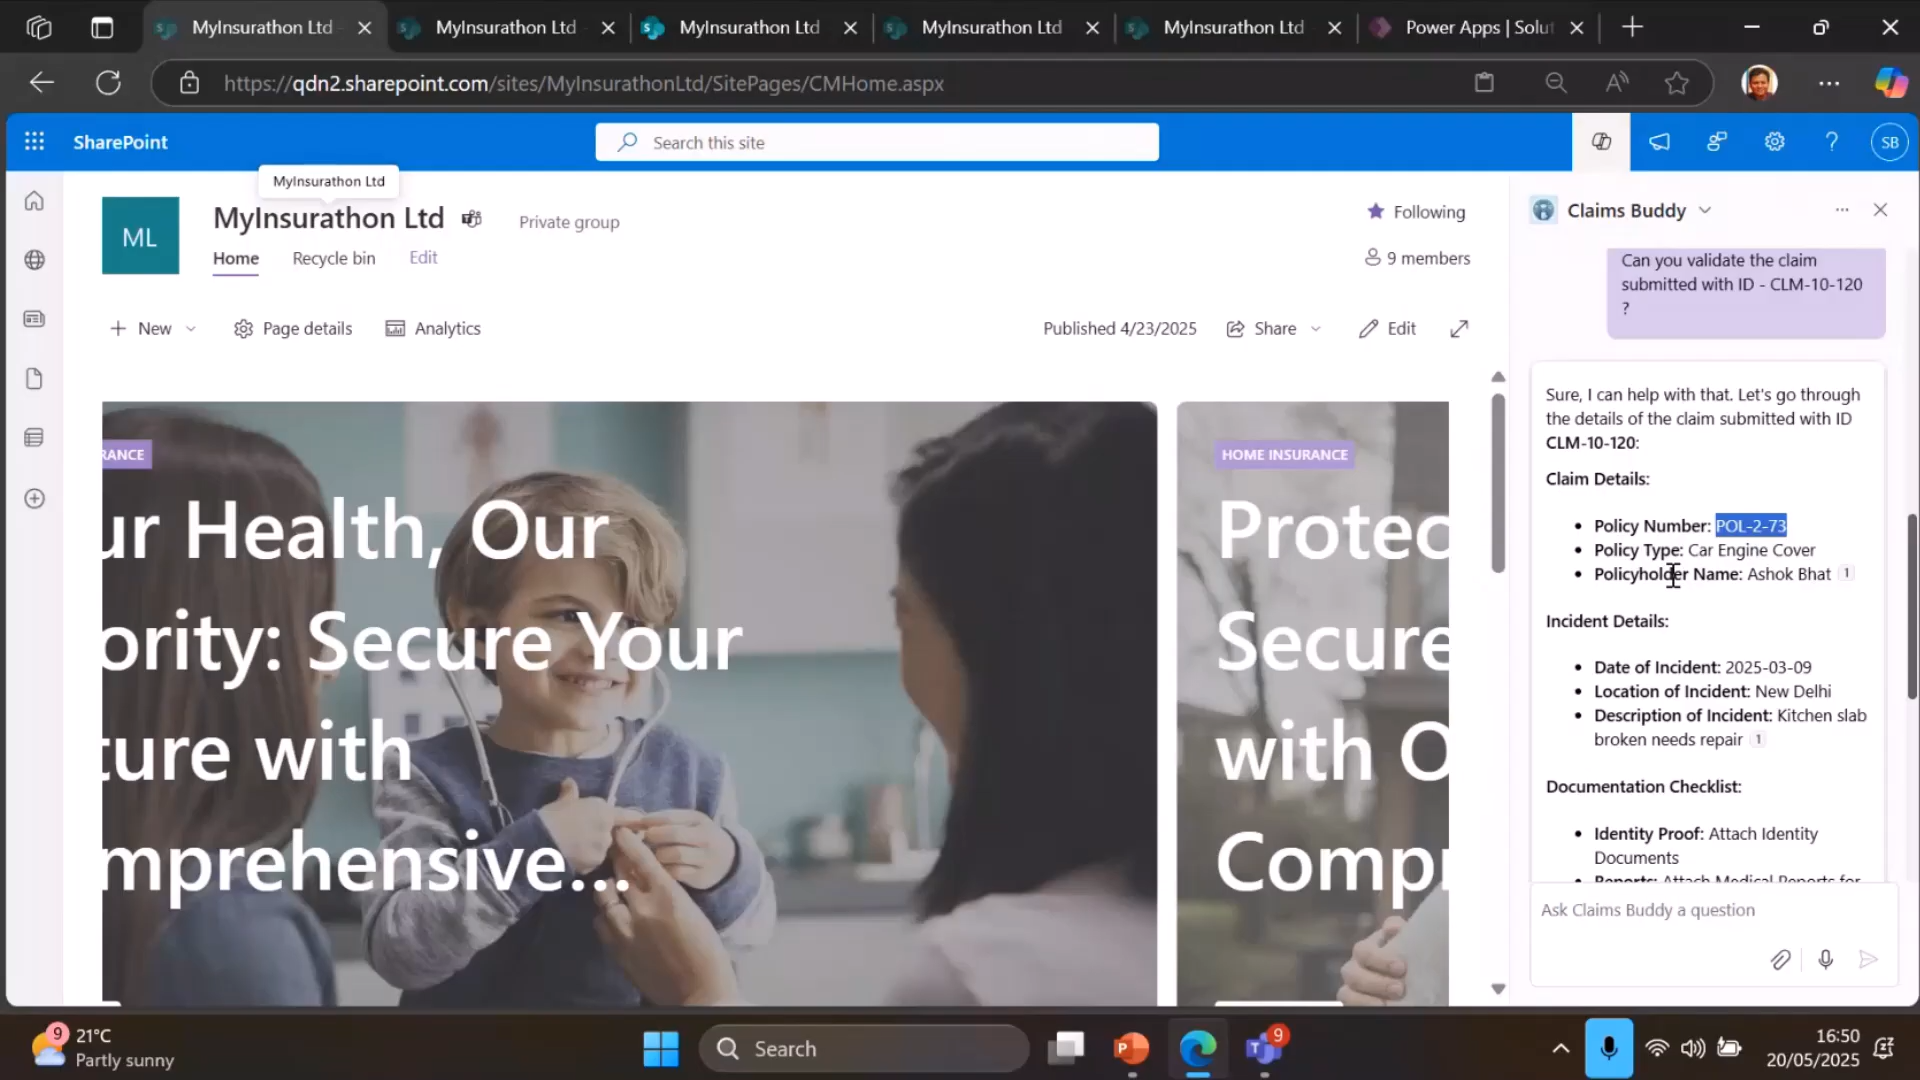 MyInsurathon Ltd
MyInsurathon Ltd
MyInsurathon Ltd
MyInsurathon Ltd
MyInsurathon Ltd
Power Apps | Solut
https://qdn2.sharepoint.com/sites/MyInsurathonLtd/SitePages/CMHome.aspx
SharePoint
Search this site
SB
MyInsurathon Ltd
ML
MyInsurathon Ltd
Private group
Following
Home
Recycle bin
Edit
9 members
New
Page details
Analytics
Published 4/23/2025
Share
Edit
RANCE
ur Health, Our
ority: Secure Your
ture with
mprehensive...
HOME INSURANCE
Protec
Secure
with O
Compr
Claims Buddy
Can you validate the claim
submitted with ID - CLM-10-120
?
Sure, I can help with that. Let's go through
the details of the claim submitted with ID
CLM-10-120:
Claim Details:
• Policy Number: POL-2-73
• Policy Type: Car Engine Cover
• Policyholder Name: Ashok Bhat 1
Incident Details:
• Date of Incident: 2025-03-09
• Location of Incident: New Delhi
• Description of Incident: Kitchen slab
broken needs repair 1
Documentation Checklist:
• Identity Proof: Attach Identity
Documents
• Reports: Attach Medical Reports for
Ask Claims Buddy a question
9
21°C
Partly sunny
Search
9
16:50
20/05/2025